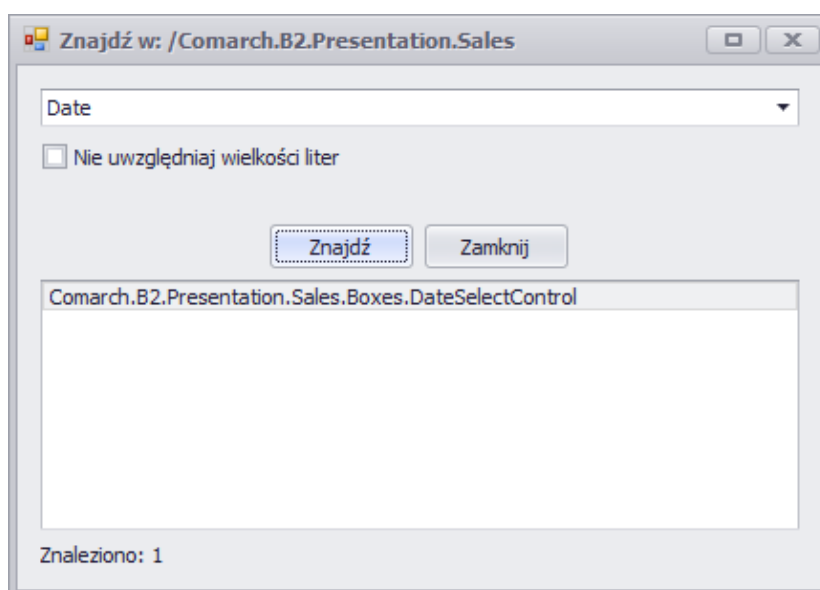 Znajdź w: /Comarch.B2.Presentation.Sales
Date
Nie uwzględniaj wielkości liter
Znajdź Zamknij
Comarch.B2.Presentation.Sales.Boxes.DateSelectControl
Znaleziono: 1